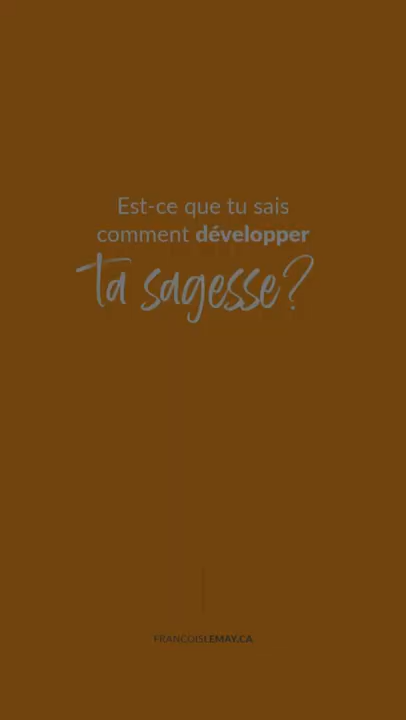 Est-ce que tu sais
comment développer
ta sagesse?
FRANCOISLEMAY.CA